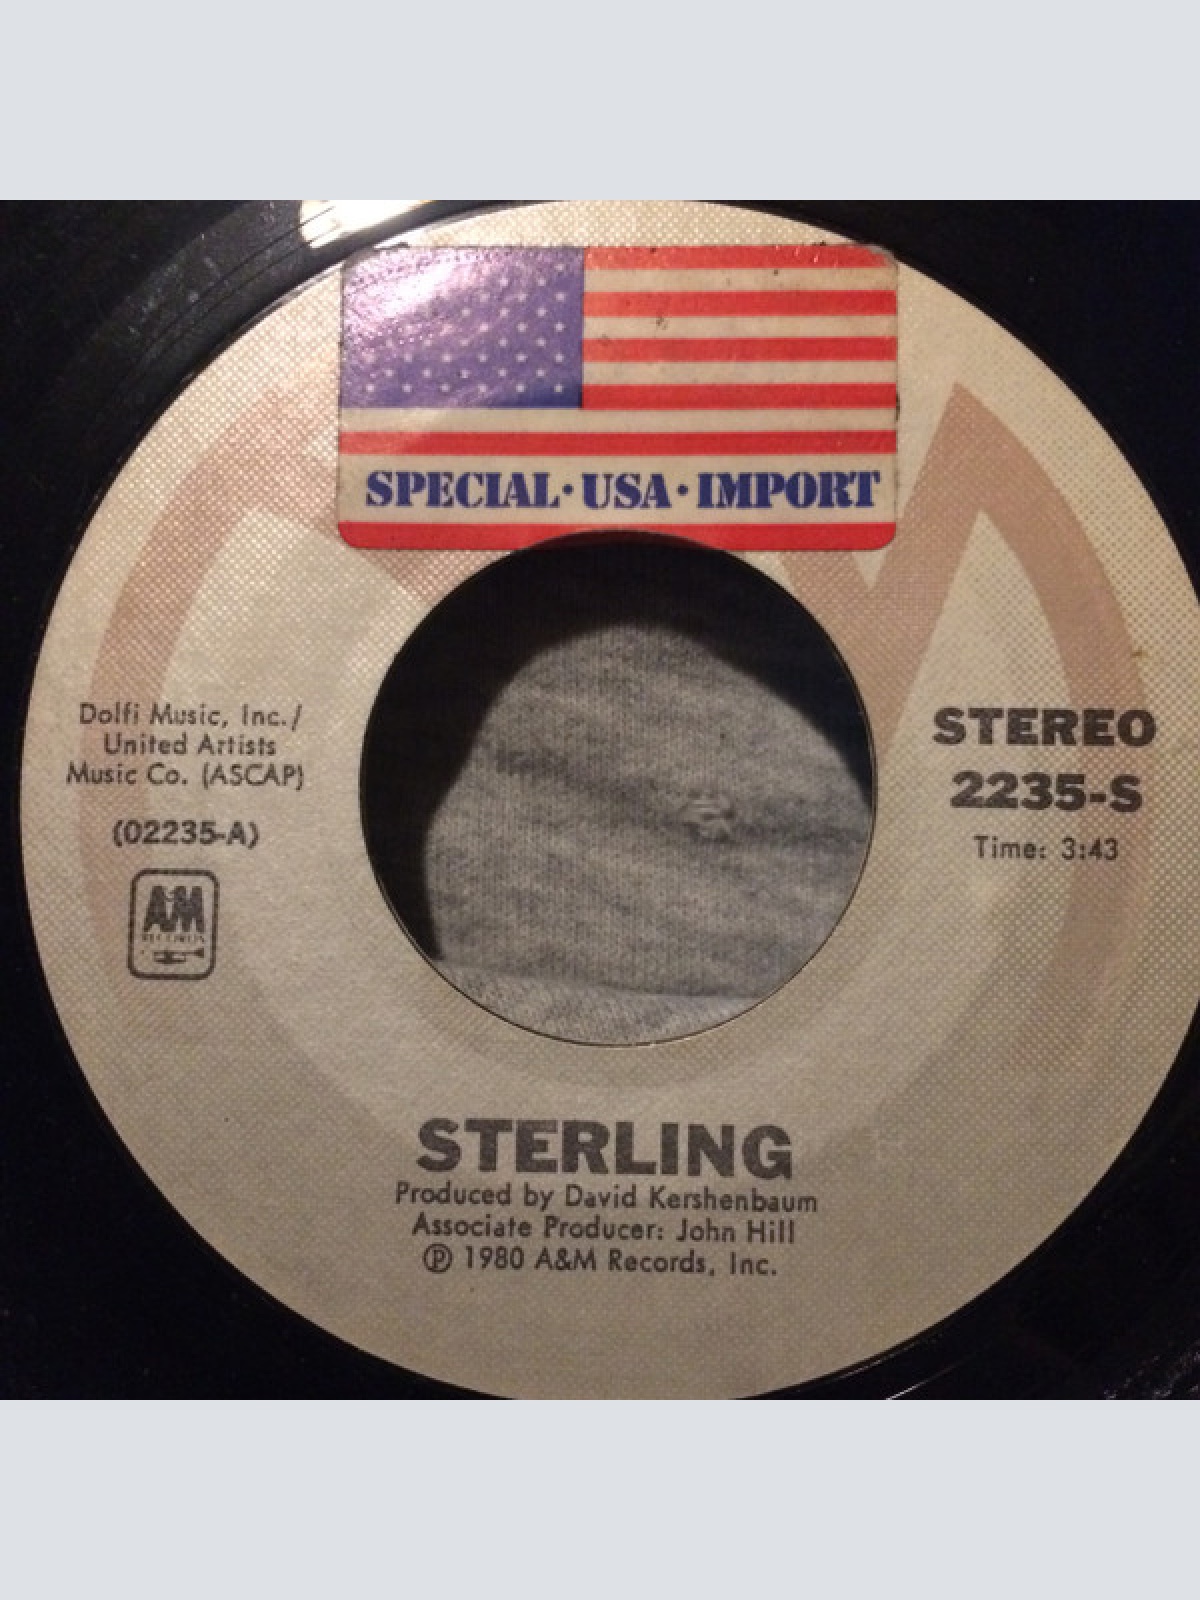 SPECIAL·USA·IMPORT
Dolfi Music, Inc./
United Artists
Music Co. (ASCAP)
(02235-A)
A&M
RECORDS
STEREO
2235-S
Time: 3:43
STERLING
Produced by David Kershenbaum
Associate Producer: John Hill
Ⓟ 1980 A&M Records, Inc.